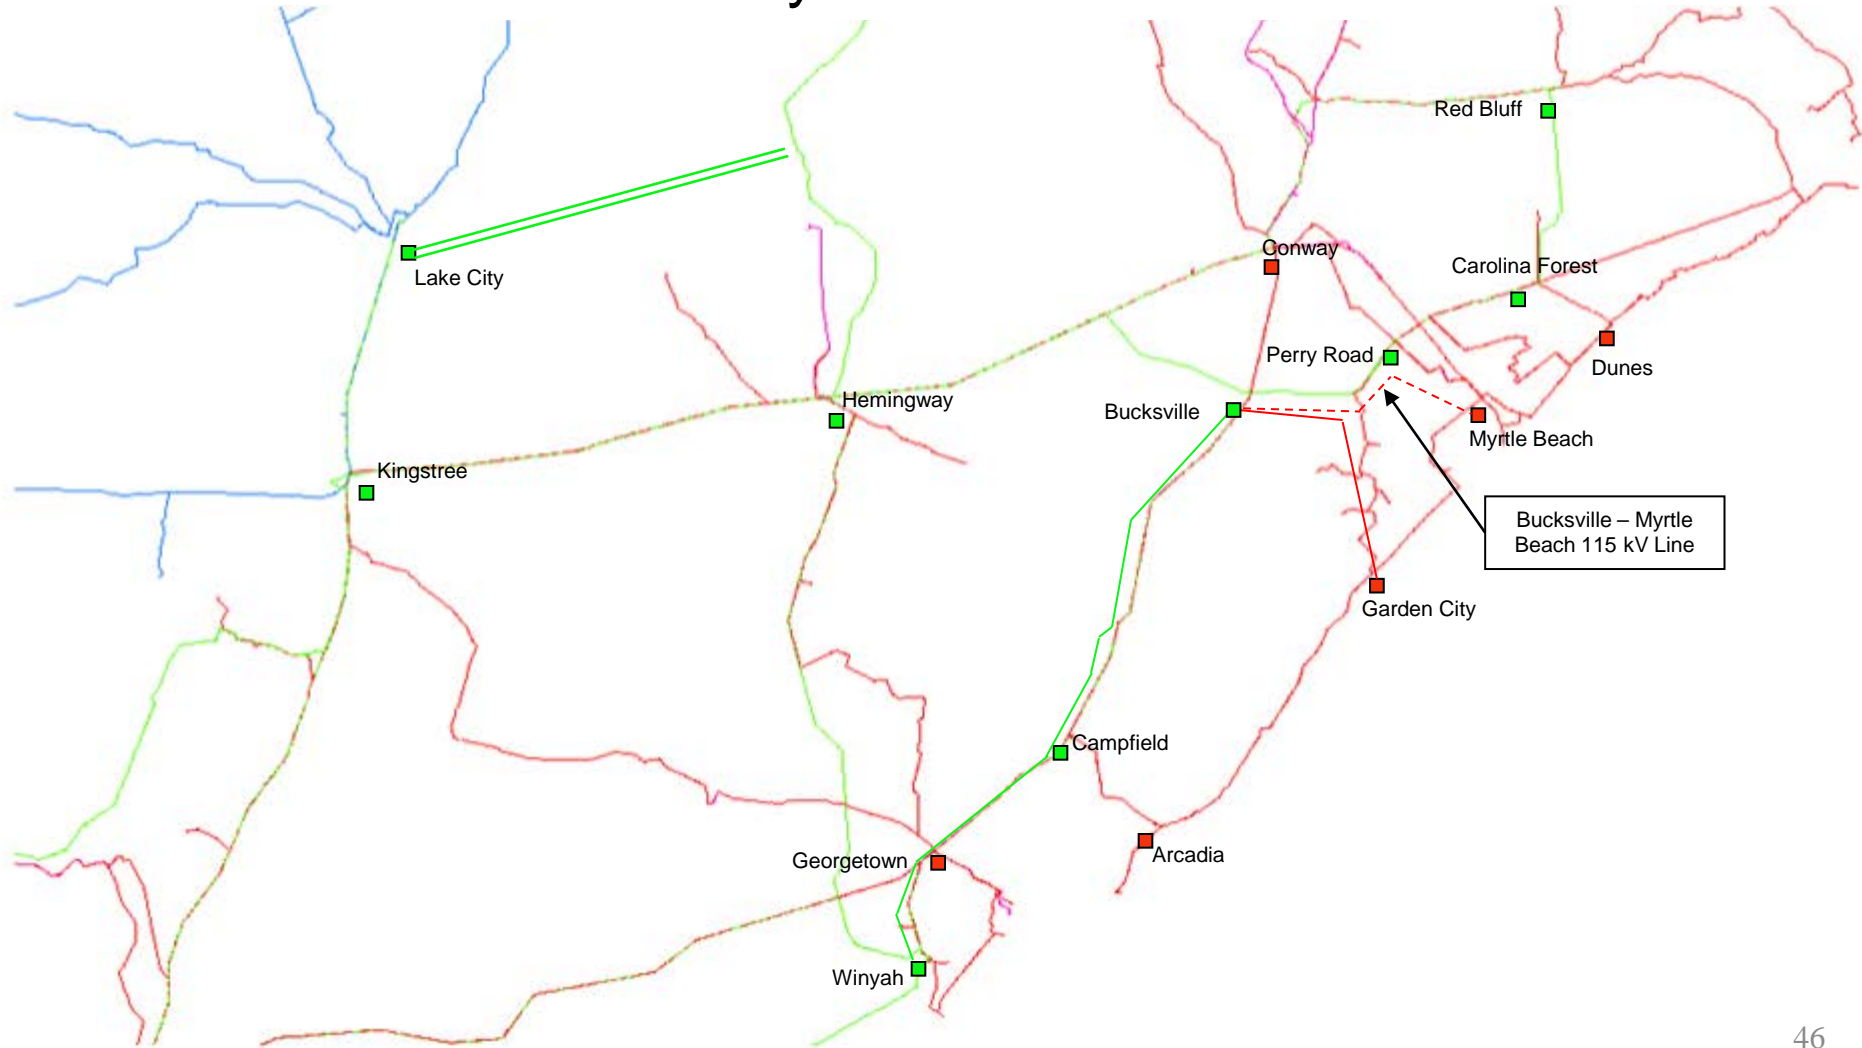 Red Bluff
Conway
Carolina Forest
Lake City
Perry Road
Dunes
Hemingway
Bucksville
Myrtle Beach
Kingstree
Bucksville – Myrtle
Beach 115 kV Line
Garden City
Campfield
Georgetown
Arcadia
Winyah
46